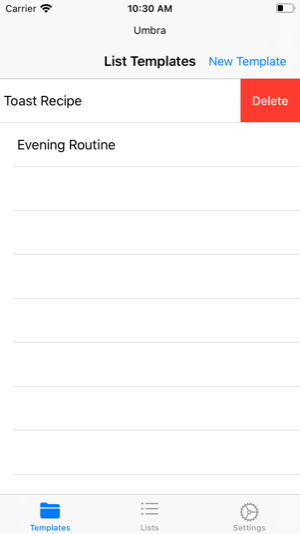 Carrier 10:30 AM
Umbra
List Templates New Template
Toast Recipe Delete
Evening Routine
Templates Lists Settings